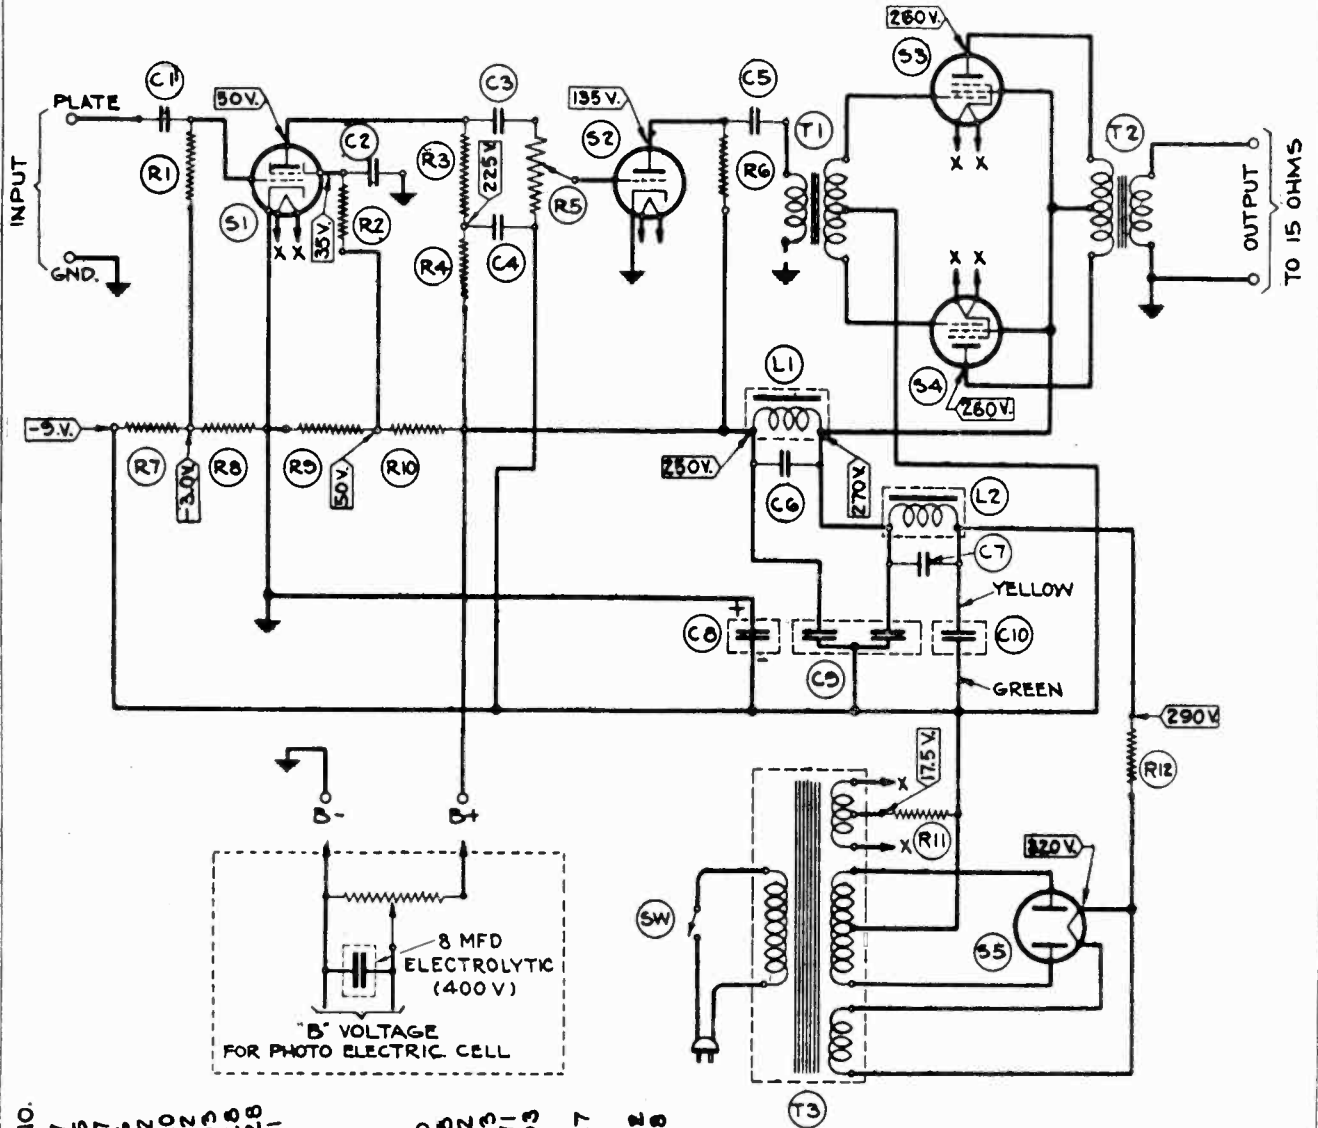 260V.
S3
C1
C3
C5
PLATE
50V.
135V.
T1
T2
C2
S2
R1
R3
225V.
R6
INPUT
R5
OUTPUT
TO 15 OHMS
S1
X X
35V.
R2
R4
C4
X X
GND.
X X
L1
S4
260V.
-9.V.
R7
-3.0V.
R8
R9
50V.
R10
250V.
C6
270V.
L2
C7
YELLOW
+
C8
-
C9
C10
GREEN
290V.
17.5V.
R12
X
B-
B+
X
R11
320V.
SW
S5
8 MFD
ELECTROLYTIC
(400V)
"B" VOLTAGE
FOR PHOTO ELECTRIC CELL
T3